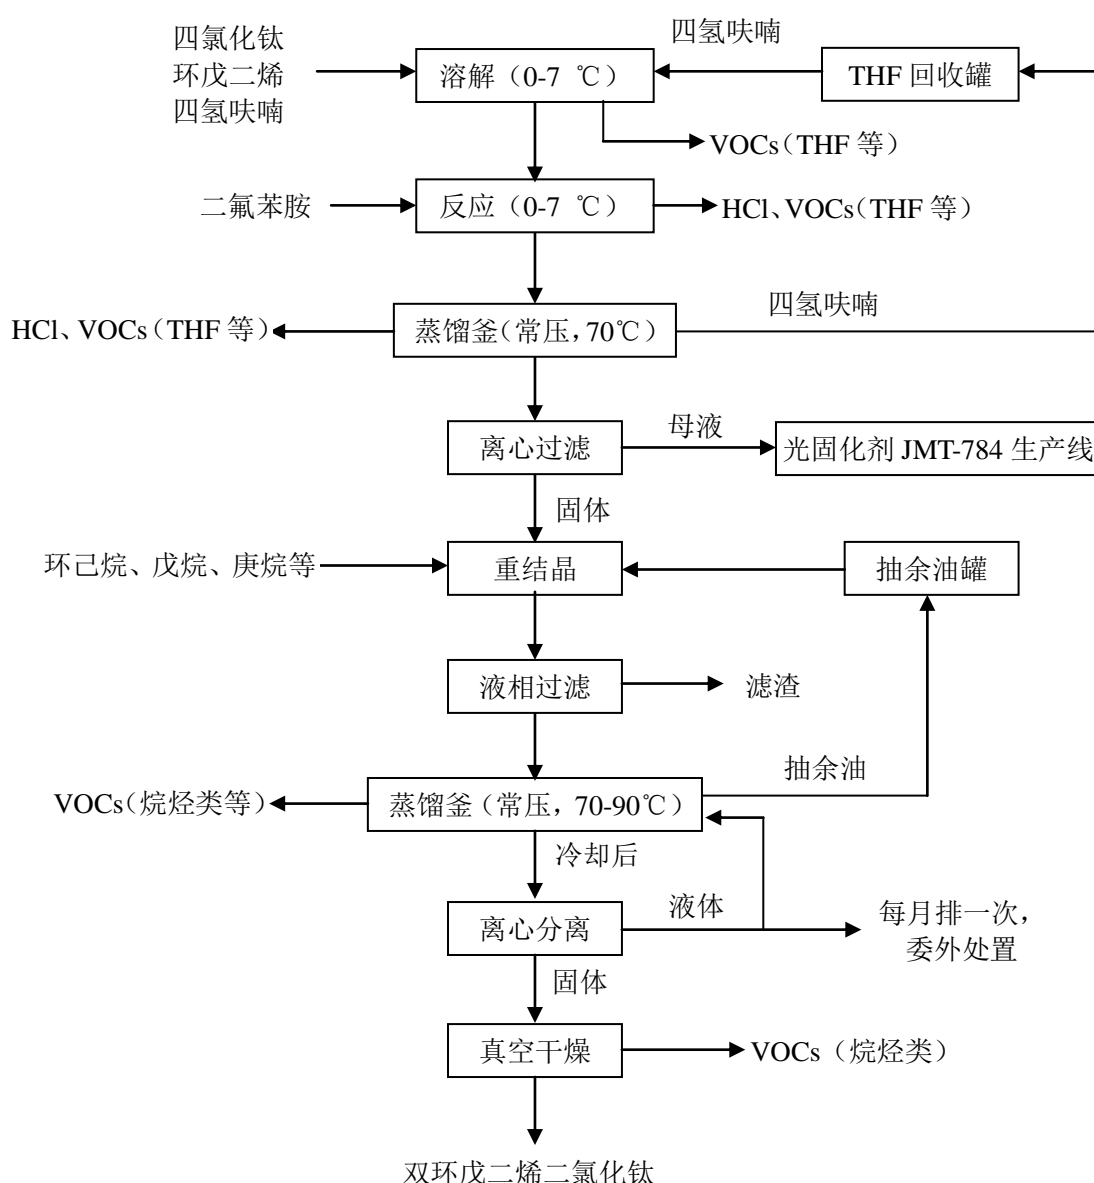 四氯化钛
环戊二烯
四氢呋喃
溶解（0-7 ℃）
四氢呋喃
THF 回收罐
VOCs（THF 等）
二氟苯胺
反应（0-7 ℃）
HCl、VOCs（THF 等）
四氢呋喃
HCl、VOCs（THF 等）
蒸馏釜（常压，70℃）
离心过滤
母液
光固化剂 JMT-784 生产线
固体
环己烷、戊烷、庚烷等
重结晶
抽余油罐
液相过滤
滤渣
抽余油
VOCs（烷烃类等）
蒸馏釜（常压，70-90℃）
冷却后
离心分离
液体
每月排一次，
委外处置
固体
真空干燥
VOCs（烷烃类）
双环戊二烯二氯化钛